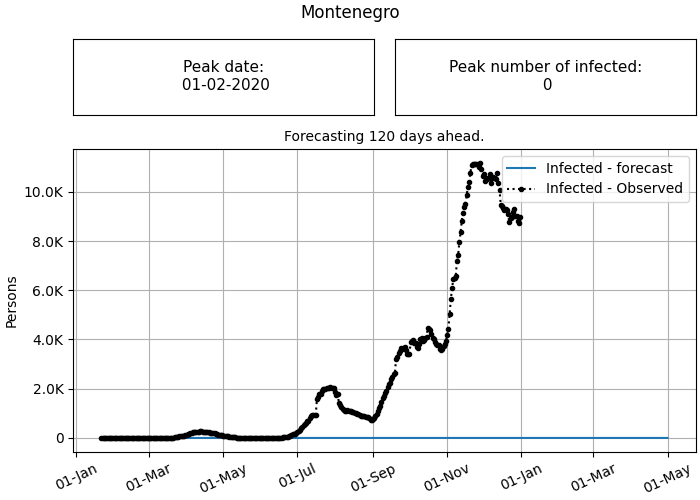 Montenegro
Peak date:
01-02-2020
Peak number of infected:
0
Forecasting 120 days ahead.
Infected - forecast
Infected - Observed
Persons
10.0K
8.0K
6.0K
4.0K
2.0K
0
01-Jan
01-Mar
01-May
01-Jul
01-Sep
01-Nov
01-Jan
01-Mar
01-May